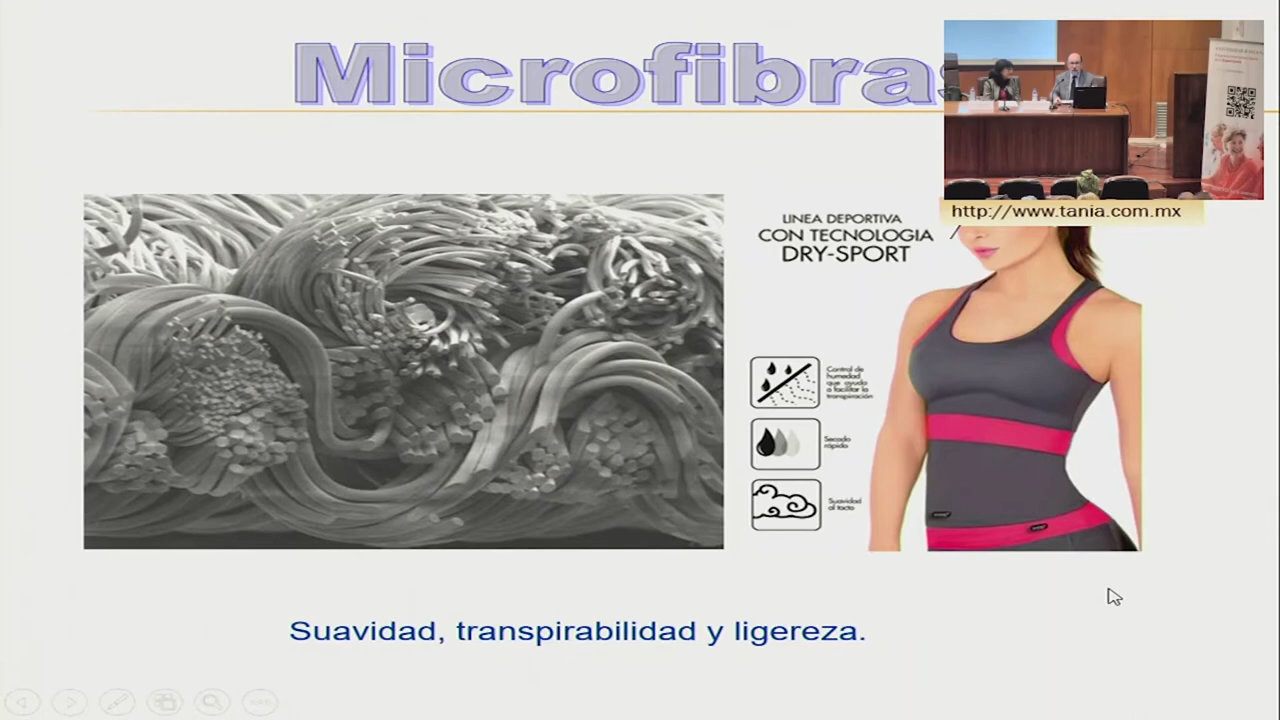 Microfibras
http://www.tania.com.mx
LINEA DEPORTIVA
CON TECNOLOGIA
DRY-SPORT
Control de
humedad
que ayuda
a facilitar la
transpiración
Secado
rápido
Suavidad
al tacto
Suavidad, transpirabilidad y ligereza.